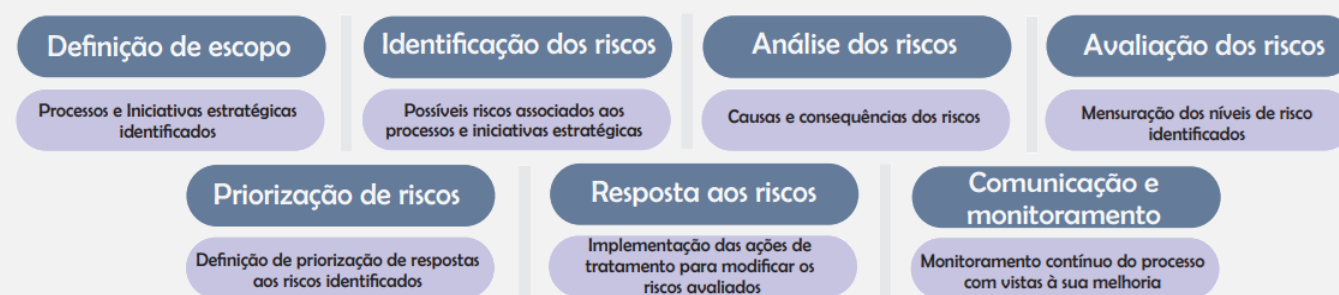 Definição de escopo
Processos e Iniciativas estratégicas
identificados
Identificação dos riscos
Possíveis riscos associados aos
processos e iniciativas estratégicas
Análise dos riscos
Causas e consequências dos riscos
Avaliação dos riscos
Mensuração dos níveis de risco
identificados
Priorização de riscos
Definição de priorização de respostas
aos riscos identificados
Resposta aos riscos
Implementação das ações de
tratamento para modificar os
riscos avaliados
Comunicação e
monitoramento
Monitoramento contínuo do processo
com vistas à sua melhoria